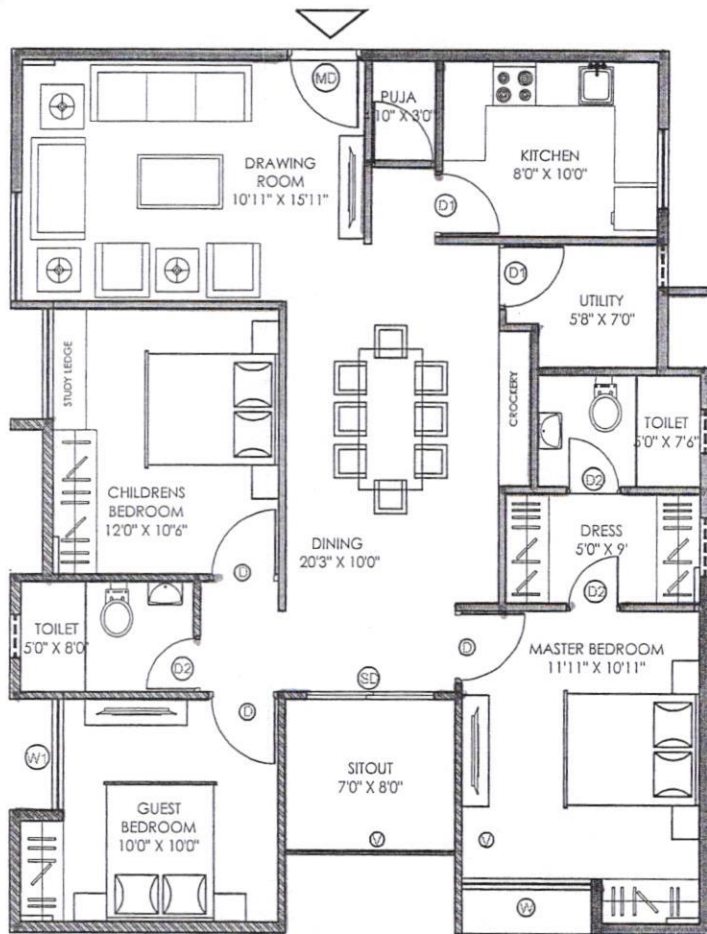 MD
PUJA
4'10" X 3'0"
KITCHEN
8'0" X 10'0"
DRAWING
ROOM
10'11" X 15'11"
D1
D1
UTILITY
5'8" X 7'0"
STUDY LEDGE
CROCKERY
TOILET
5'0" X 7'6"
D2
CHILDRENS
BEDROOM
12'0" X 10'6"
DINING
20'3" X 10'0"
DRESS
5'0" X 9'
D
D2
TOILET
5'0" X 8'0"
D2
D
MASTER BEDROOM
11'11" X 10'11"
SD
D
W1
SITOUT
7'0" X 8'0"
GUEST
BEDROOM
10'0" X 10'0"
V
V
W